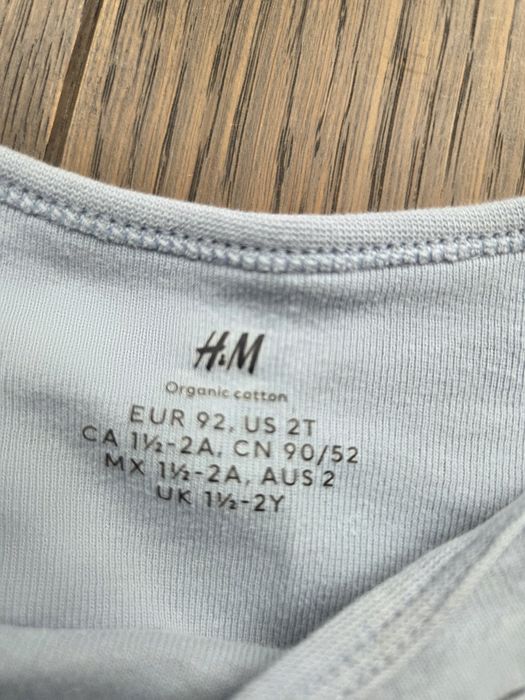 H&M
Organic cotton
EUR 92, US 2T
CA 1½-2A, CN 90/52
MX 1½-2A, AUS 2
UK 1½-2Y